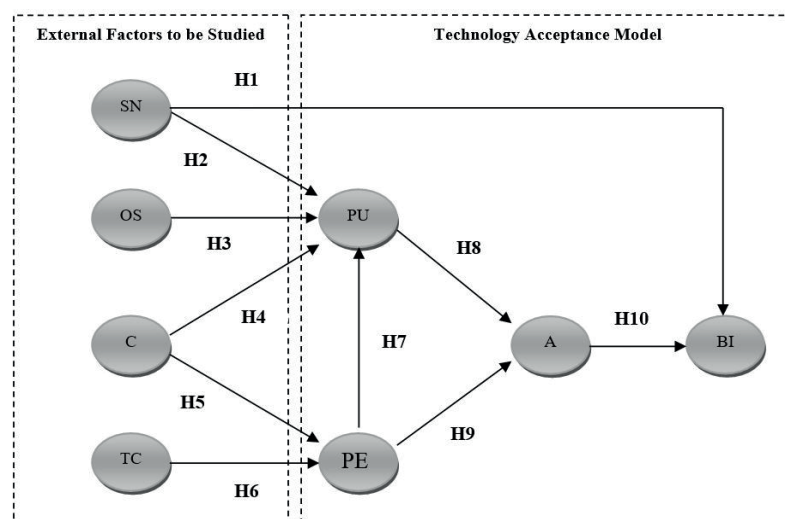 External Factors to be Studied
Technology Acceptance Model
H1
SN
H2
OS
PU
H3
H8
H4
H7
C
A
H10
BI
H5
H9
TC
PE
H6